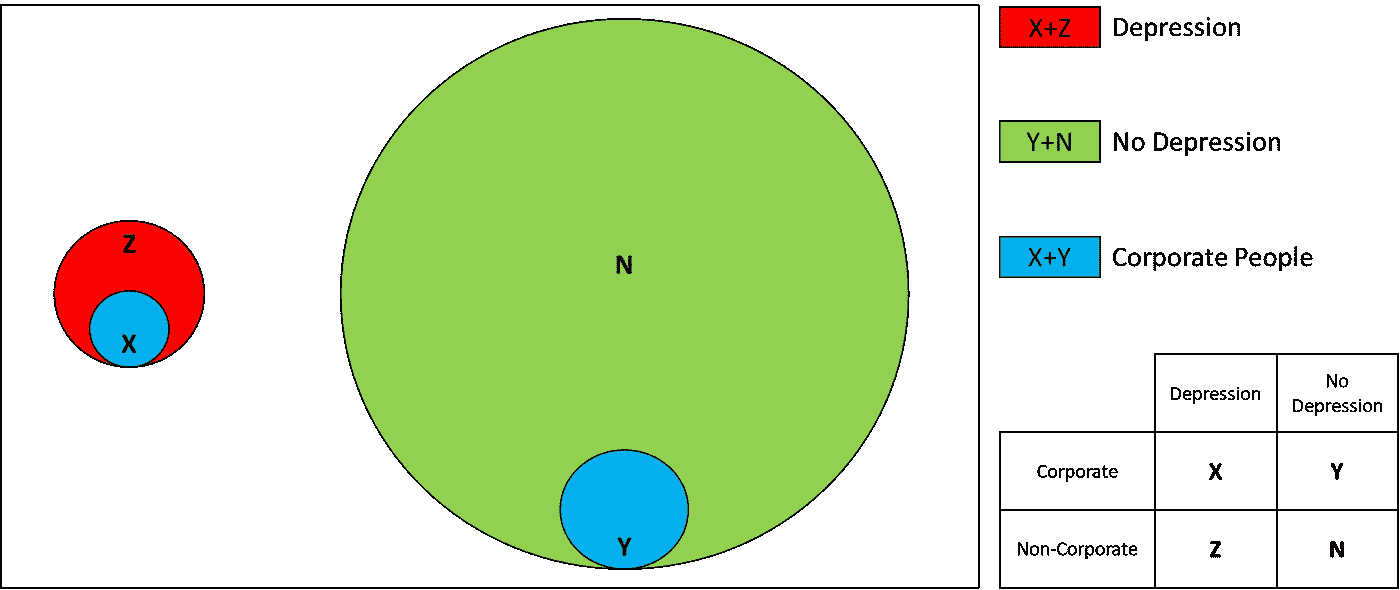 Z
X
N
Y
X+Z Depression
Y+N No Depression
X+Y Corporate People
Depression
No
Depression
Corporate X Y
Non-Corporate Z N